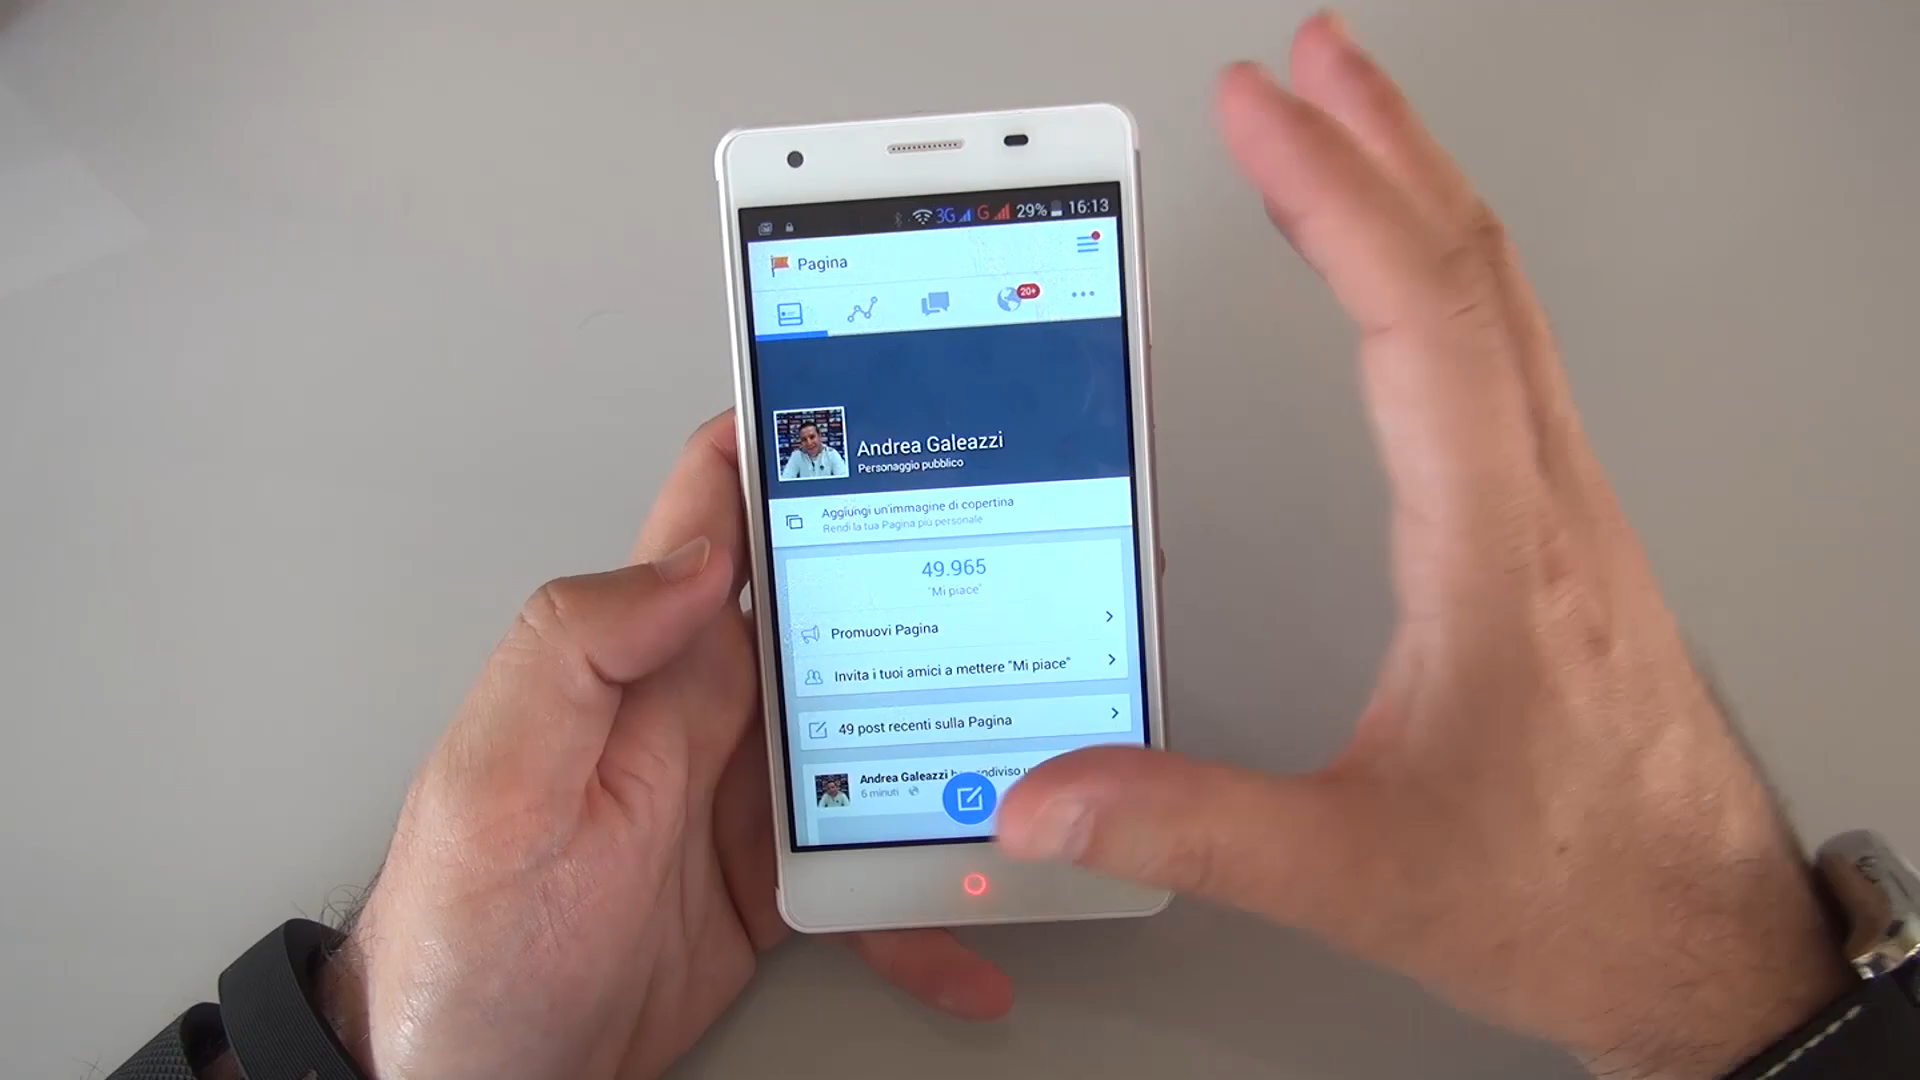 3G G 29% 16:13
Pagina
20+
Andrea Galeazzi
Personaggio pubblico
Aggiungi un'immagine di copertina
Rendi la tua Pagina più personale
49.965
"Mi piace"
Promuovi Pagina
Invita i tuoi amici a mettere "Mi piace"
49 post recenti sulla Pagina
Andrea Galeazzi
6 minuti